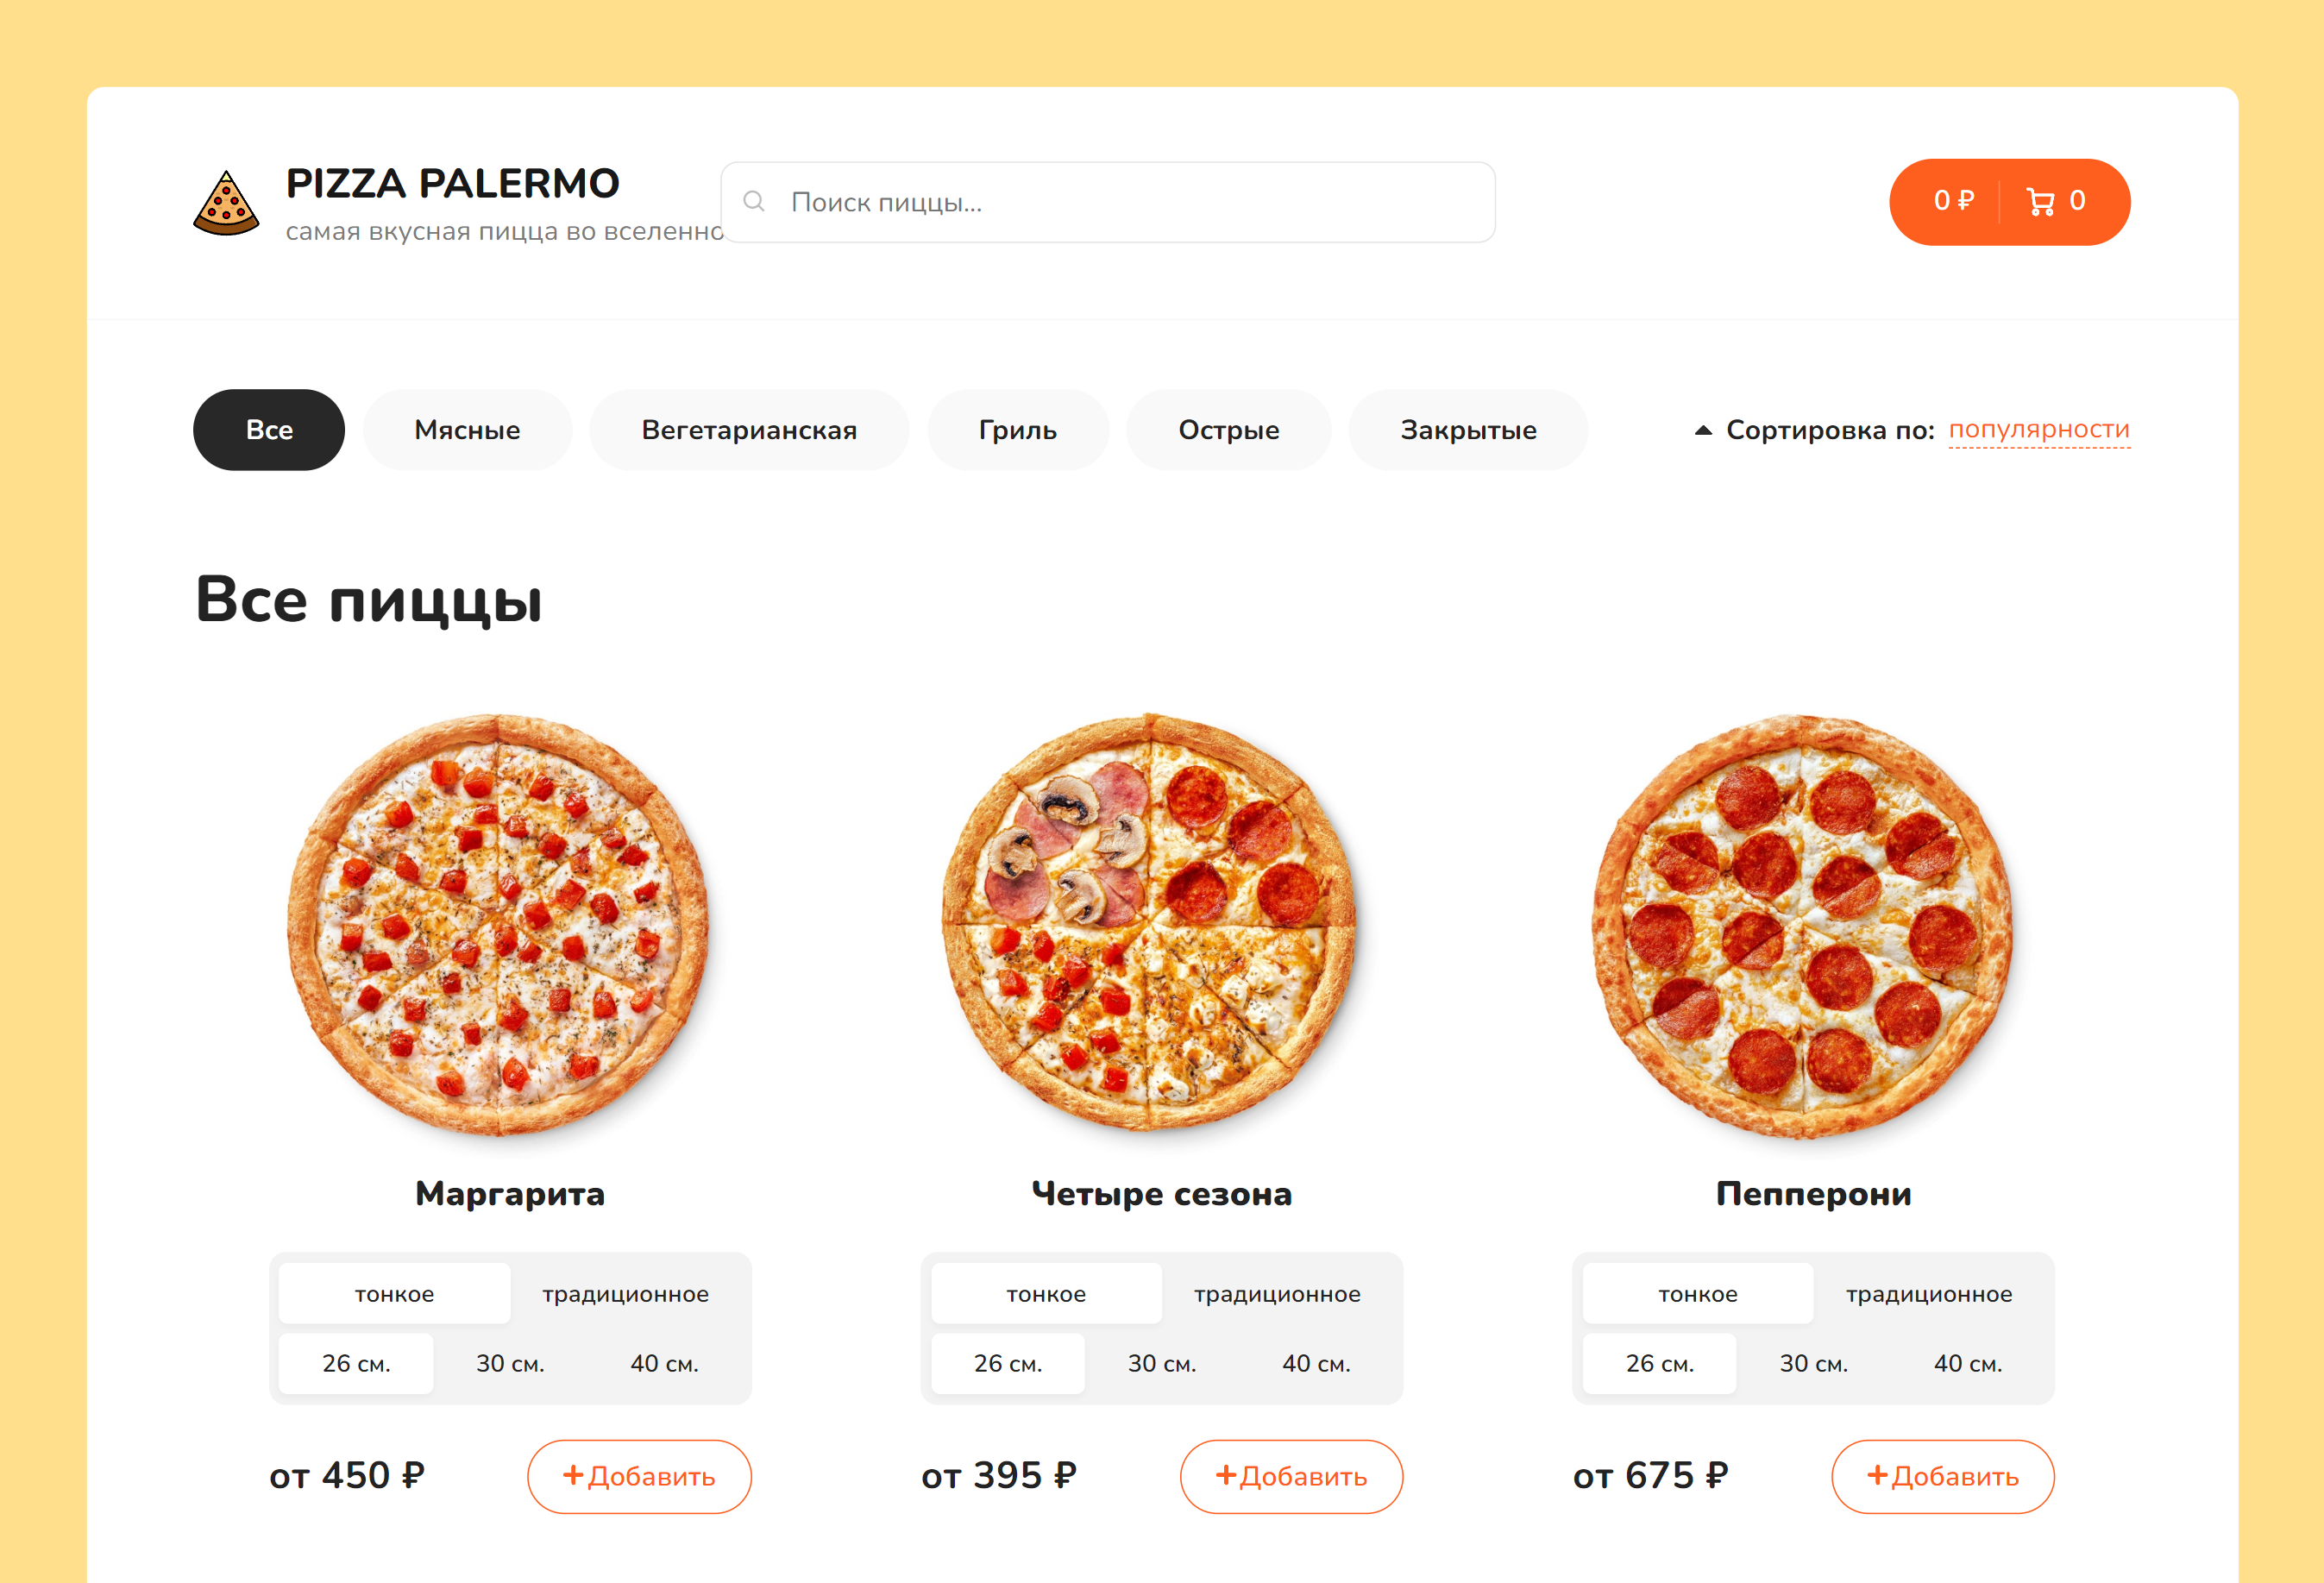 PIZZA PALERMO
самая вкусная пицца во вселенно
Поиск пиццы...
0 ₽ 0
Все Мясные Вегетарианская Гриль Острые Закрытые Сортировка по: популярности
Все пиццы
Маргарита
тонкое традиционное
26 см. 30 см. 40 см.
от 450 ₽ +Добавить
Четыре сезона
тонкое традиционное
26 см. 30 см. 40 см.
от 395 ₽ +Добавить
Пепперони
тонкое традиционное
26 см. 30 см. 40 см.
от 675 ₽ +Добавить